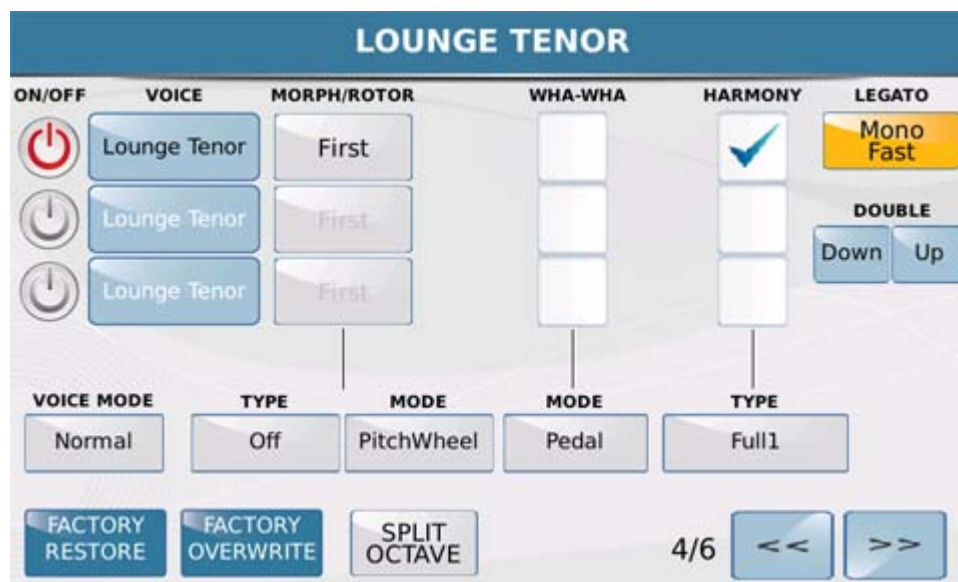 LOUNGE TENOR
ON/OFF VOICE MORPH/ROTOR WHA-WHA HARMONY LEGATO
Lounge Tenor First Mono Fast
Lounge Tenor First
DOUBLE
Down Up
Lounge Tenor First
VOICE MODE TYPE MODE MODE TYPE
Normal Off PitchWheel Pedal Full1
FACTORY RESTORE FACTORY OVERWRITE SPLIT OCTAVE 4/6 << >>